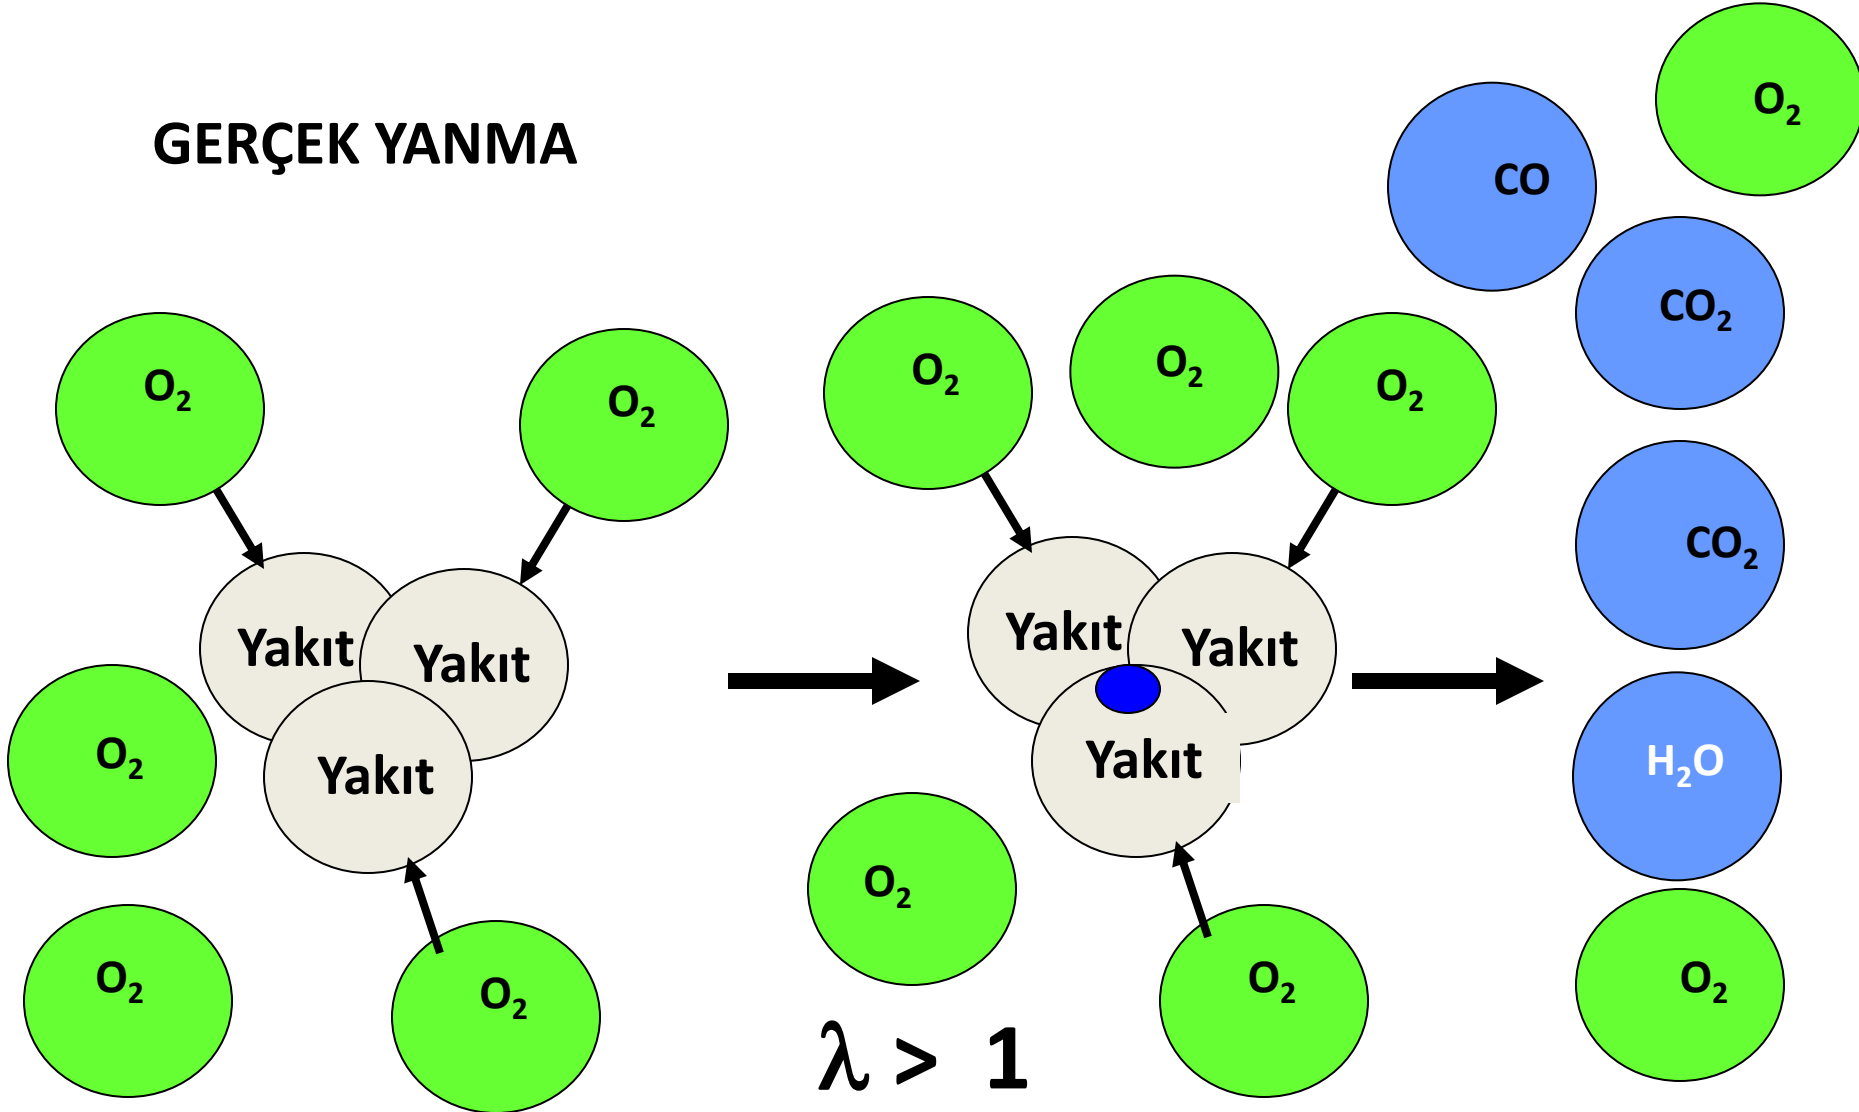 GERÇEK YANMA
O₂
O₂
Yakıt
Yakıt
Yakıt
O₂
O₂
O₂
O₂
O₂
O₂
Yakıt
Yakıt
Yakıt
O₂
O₂
λ > 1
O₂
CO
CO₂
CO₂
H₂O
O₂